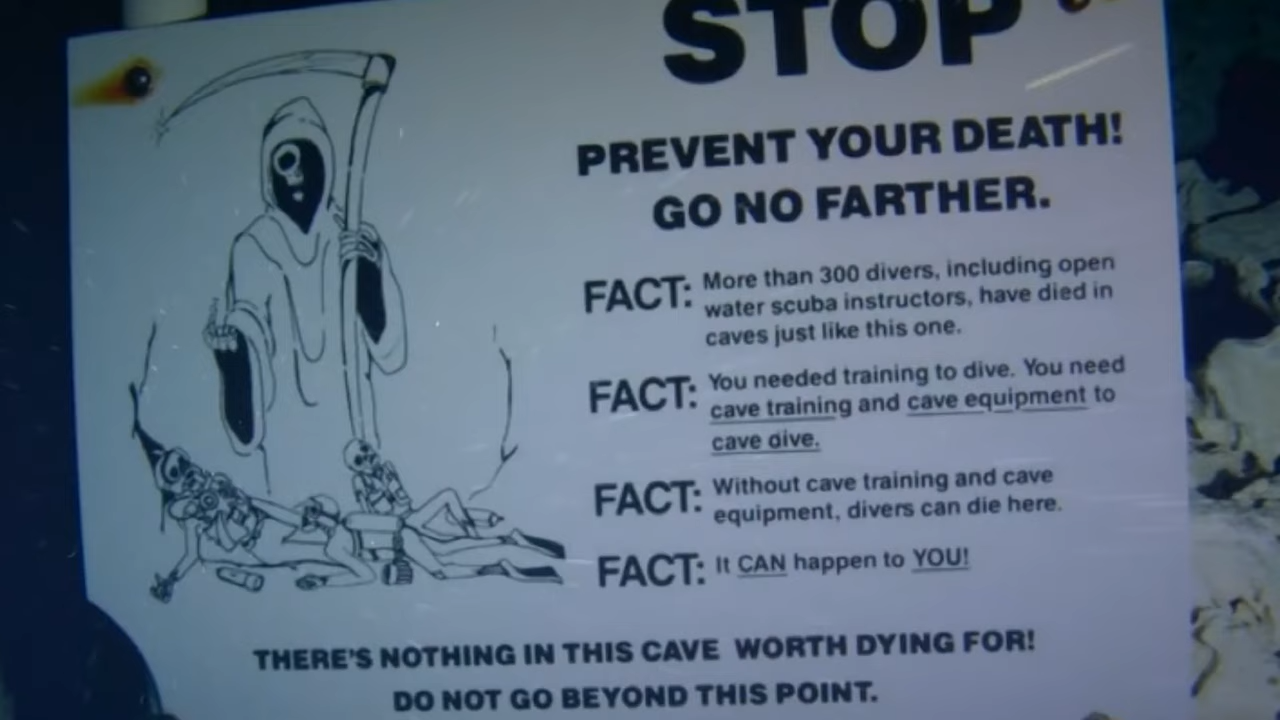 STOP
PREVENT YOUR DEATH!
GO NO FARTHER.
FACT: More than 300 divers, including open
water scuba instructors, have died in
caves just like this one.
FACT: You needed training to dive. You need
cave training and cave equipment to
cave dive.
FACT: Without cave training and cave
equipment, divers can die here.
FACT: It CAN happen to YOU!
THERE'S NOTHING IN THIS CAVE WORTH DYING FOR!
DO NOT GO BEYOND THIS POINT.